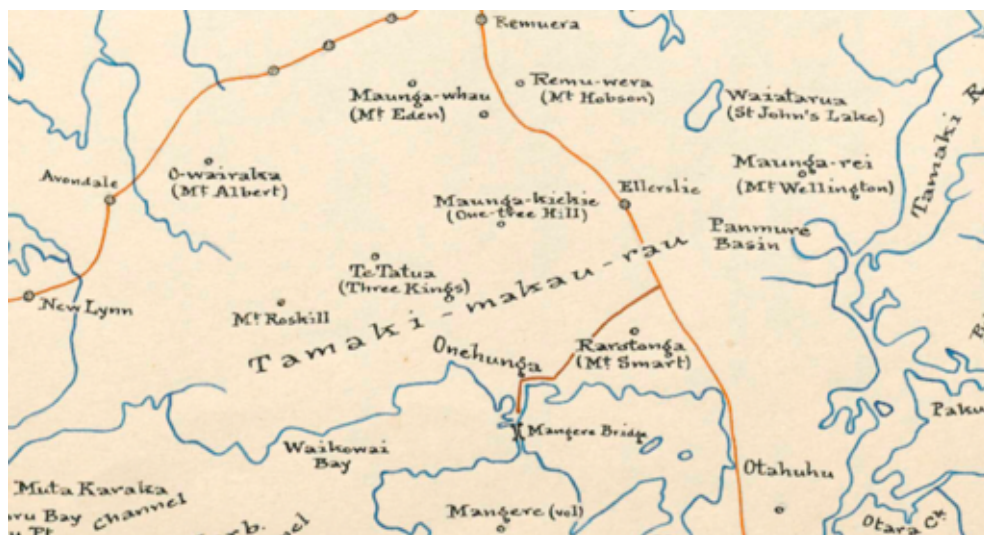 Remuera
Maunga-whau
(Mt Eden)
Remu-wera
(Mt Hobson)
Waiatarua
(St John's Lake)
Tamaki R
Avondale
O-wairaka
(Mt Albert)
Maunga-rei
(Mt Wellington)
Maunga-kiekie
(One-tree Hill)
Ellerslie
Panmure
Basin
Te Tatua
(Three Kings)
New Lynn
Mt Roskill
Tamaki-makau-rau
Onehunga
Rarotonga
(Mt Smart)
Waikowai
Bay
Mangere Bridge
Paku
Otahuhu
Muta Karaka
Channel
Mangere (vol)
Otara Ck